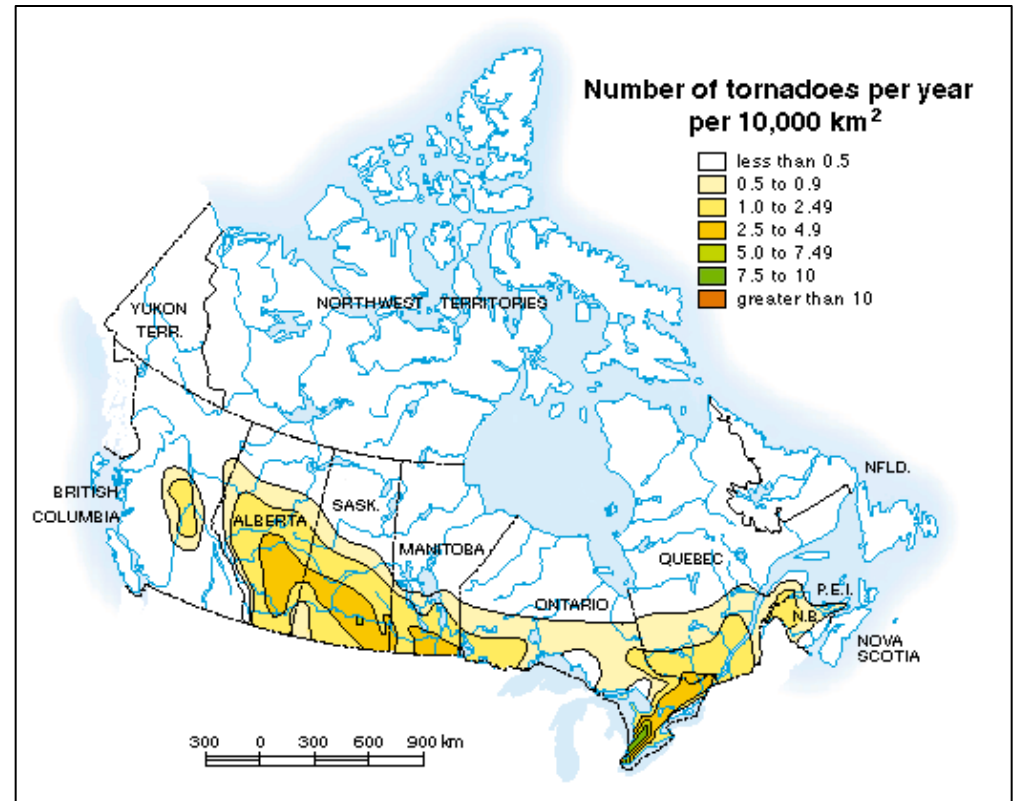 Number of tornadoes per year
per 10,000 km²
less than 0.5
0.5 to 0.9
1.0 to 2.49
2.5 to 4.9
5.0 to 7.49
7.5 to 10
greater than 10
YUKON
TERR.
NORTHWEST TERRITORIES
BRITISH
COLUMBIA
ALBERTA
SASK.
MANITOBA
ONTARIO
QUEBEC
NFLD.
P.E.I.
N.B.
NOVA
SCOTIA
300 0 300 600 900 km